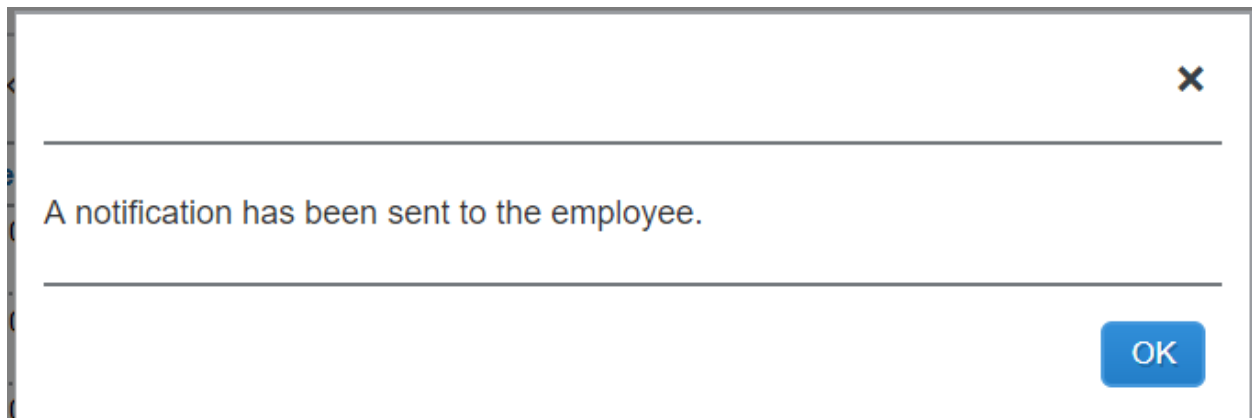 A notification has been sent to the employee.
OK